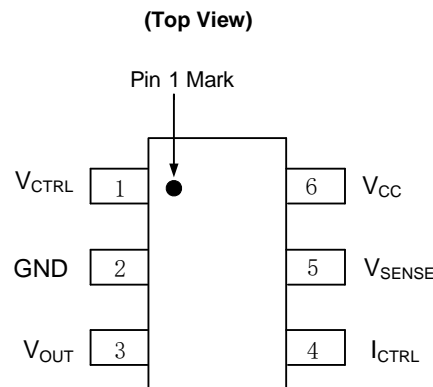 (Top View)
Pin 1 Mark
VCTRL 1 6 VCC
GND 2 5 VSENSE
VOUT 3 4 ICTRL